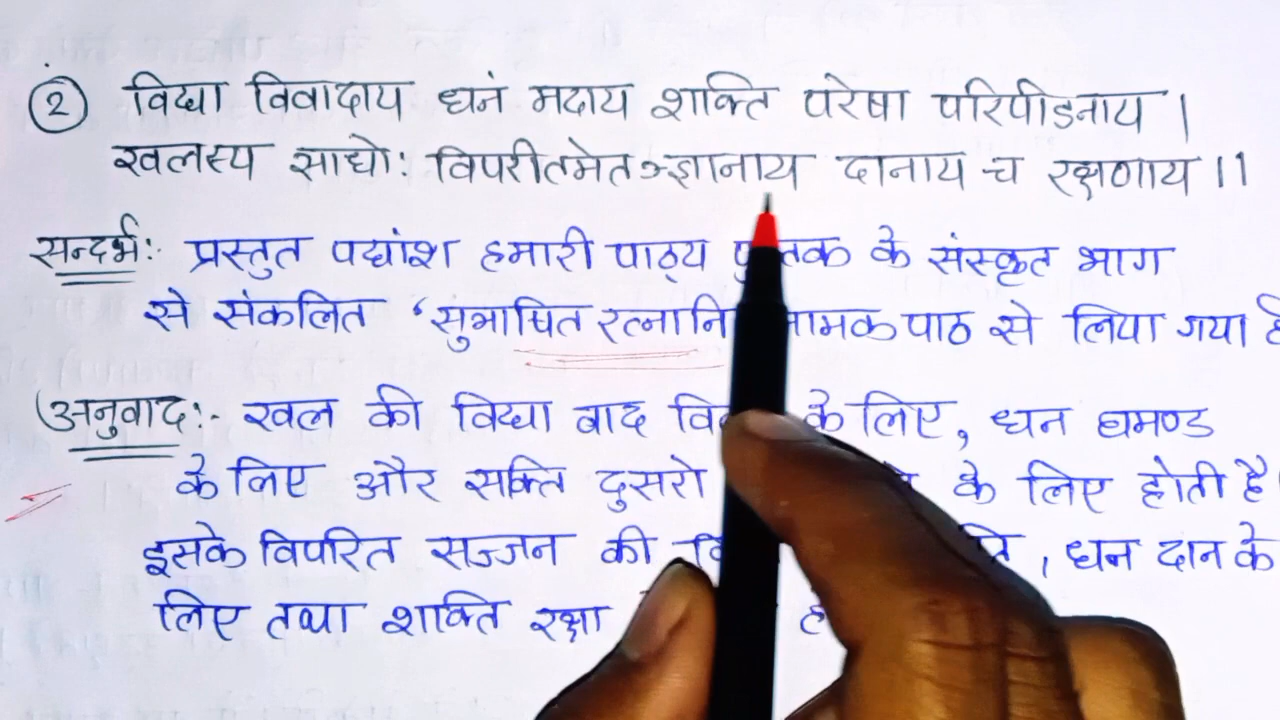 ② विद्या विवादाय धनं मदाय शक्ति परेषा परिपीडनाय ।
खलस्य साधोः विपरीतमेतञ्ज्ञानाय दानाय च रक्षणाय ।।
सन्दर्भः- प्रस्तुत पद्यांश हमारी पाठ्य पुस्तक के संस्कृत भाग
से संकलित 'सुभाषित रत्नानि नामक पाठ से लिया गया है
अनुवादः- खल की विद्या बाद के लिए, धन घमण्ड
के लिए और सक्ति दुसरो के लिए होती है।
इसके विपरित सज्जन की , धन दान के
लिए तथा शक्ति रक्षा